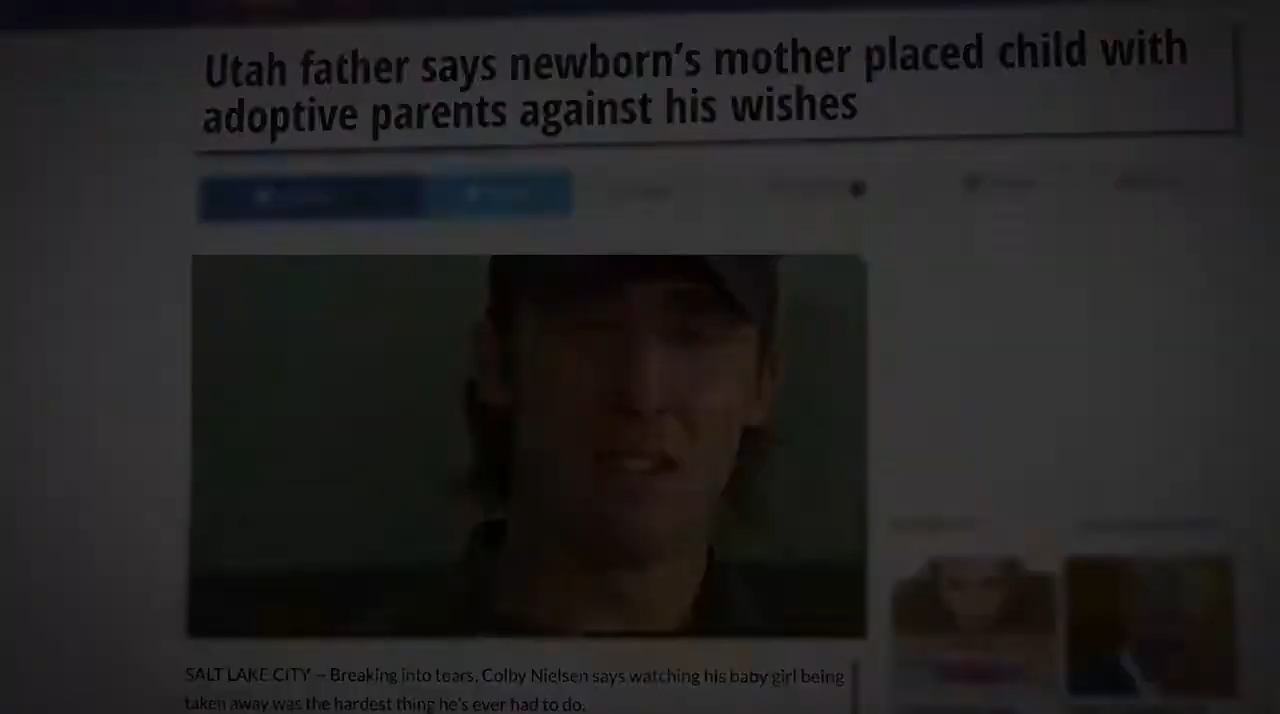 Utah father says newborn's mother placed child with
adoptive parents against his wishes
SALT LAKE CITY – Breaking into tears, Colby Nielsen says watching his baby girl being
taken away was the hardest thing he's ever had to do.